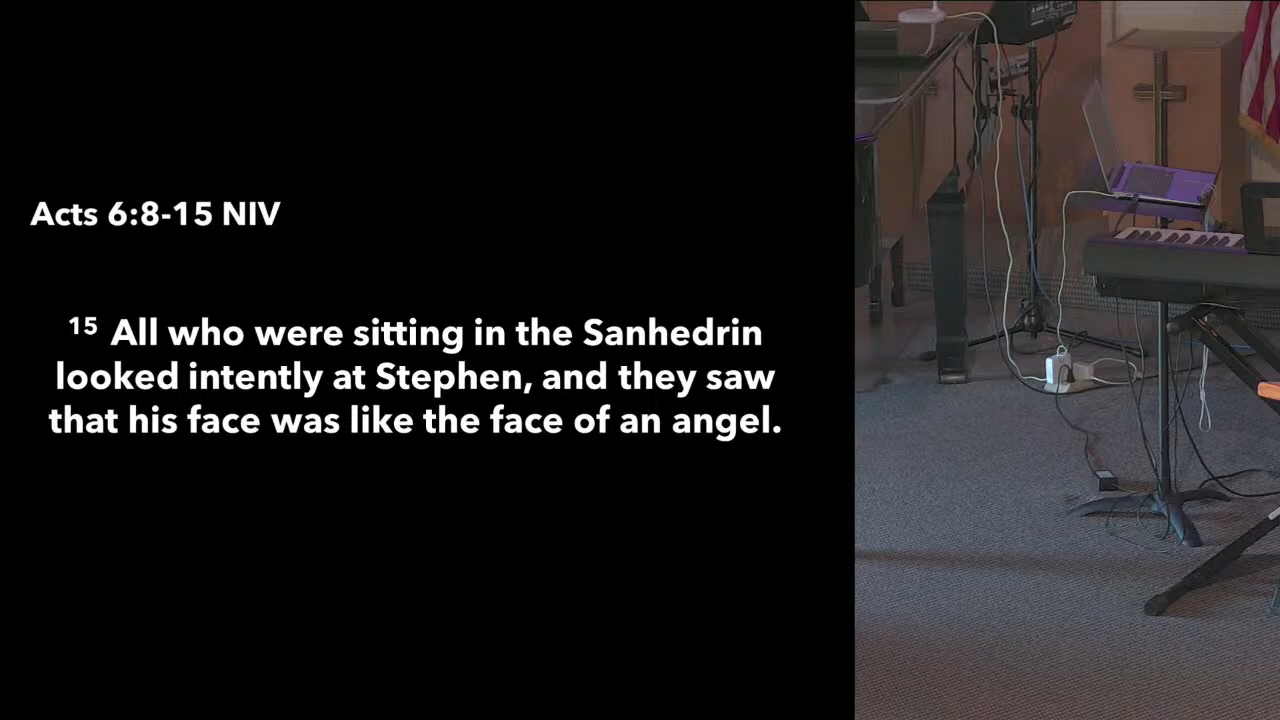 Acts 6:8-15 NIV
15 All who were sitting in the Sanhedrin
looked intently at Stephen, and they saw
that his face was like the face of an angel.